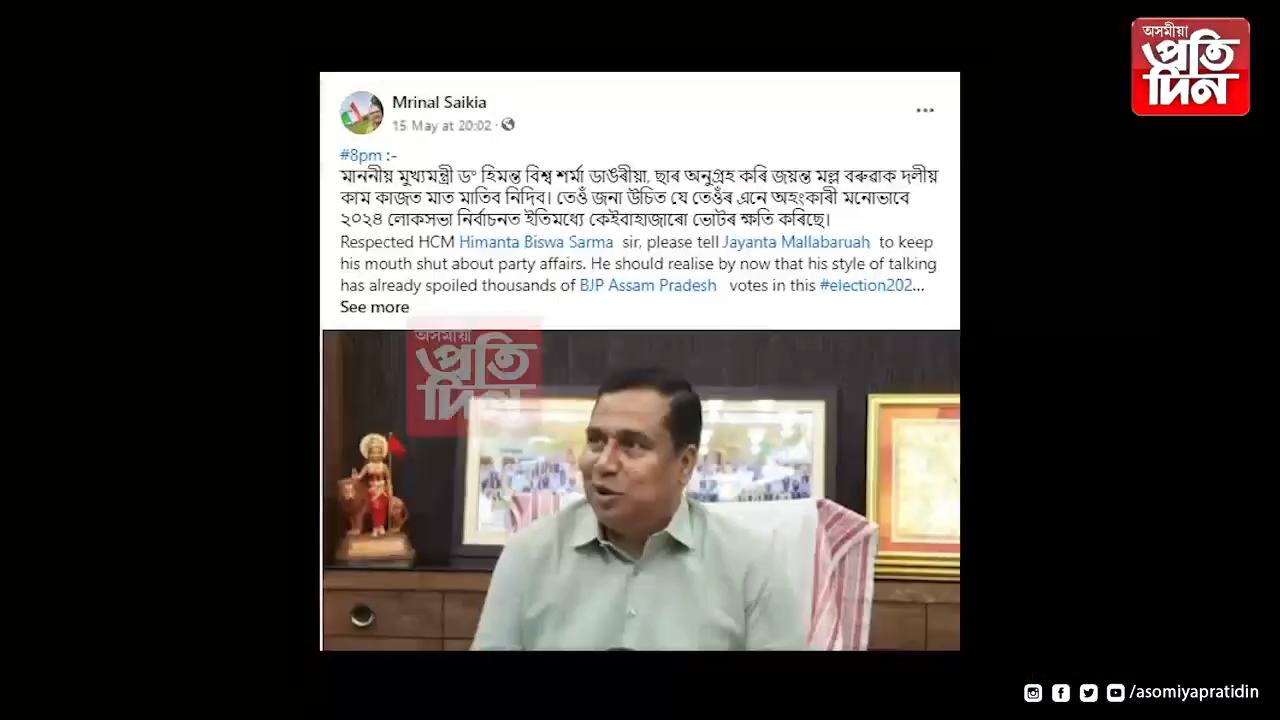 অসমীয়া
প্ৰতি
দিন
Mrinal Saikia
15 May at 20:02 ·
#8pm :-
মাননীয় মুখ্যমন্ত্ৰী ড° হিমন্ত বিশ্ব শৰ্মা ডাঙৰীয়া, ছাৰ অনুগ্ৰহ কৰি জয়ন্ত মল্ল বৰুৱাক দলীয়
কাম কাজত মাত মাতিব নিদিব। তেওঁ জনা উচিত যে তেওঁৰ এনে অহংকাৰী মনোভাবে
২০২৪ লোকসভা নিৰ্বাচনত ইতিমধ্যে কেইবাহাজাৰো ভোটৰ ক্ষতি কৰিছে।
Respected HCM Himanta Biswa Sarma sir, please tell Jayanta Mallabaruah to keep
his mouth shut about party affairs. He should realise by now that his style of talking
has already spoiled thousands of BJP Assam Pradesh votes in this #election202...
See more
অসমীয়া
প্ৰতি
দিন
/asomiyapratidin